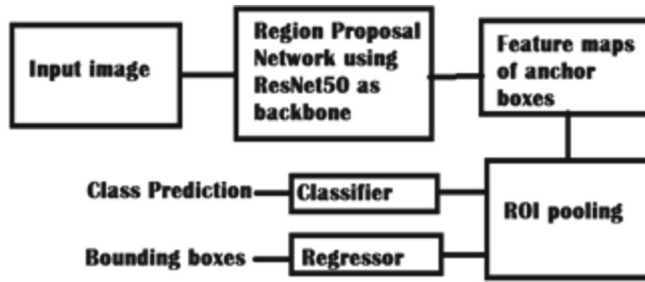 Input image
Region Proposal
Network using
ResNet50 as
backbone
Feature maps
of anchor
boxes
Class Prediction
Classifier
ROI pooling
Bounding boxes
Regressor